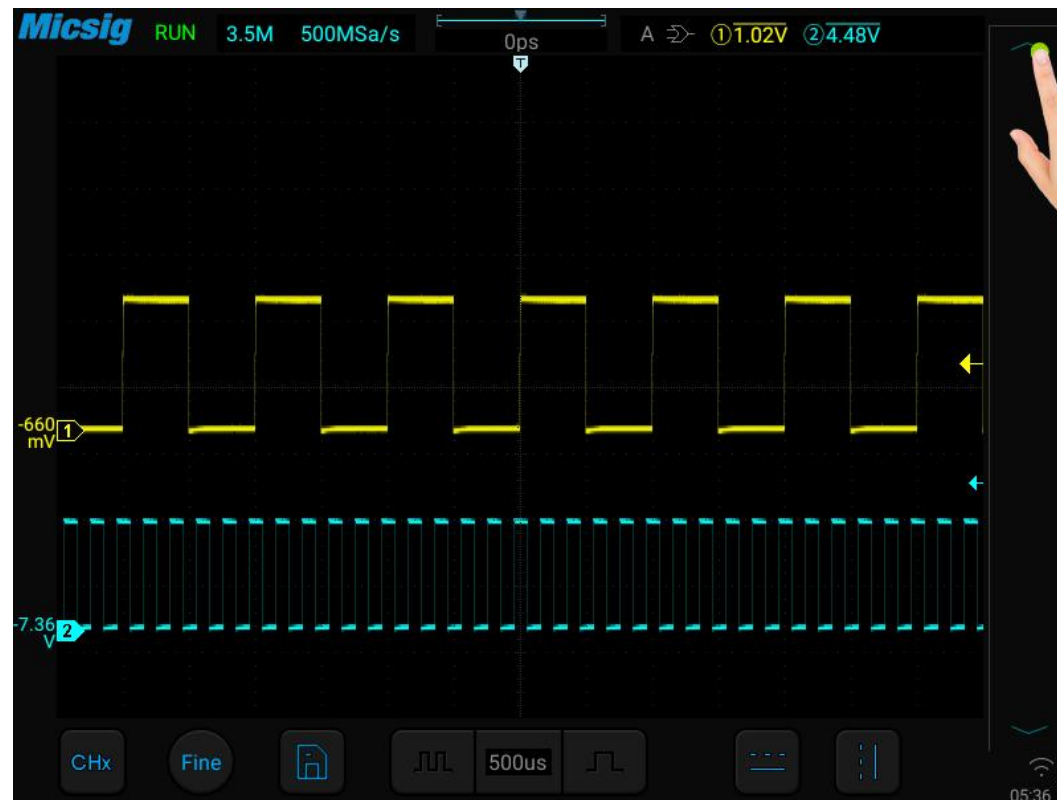 Micsig RUN 3.5M 500MSa/s 0ps A ①1.02V ②4.48V
T
-660
mV
1
-7.36
V
2
CHx Fine 500us
05:36